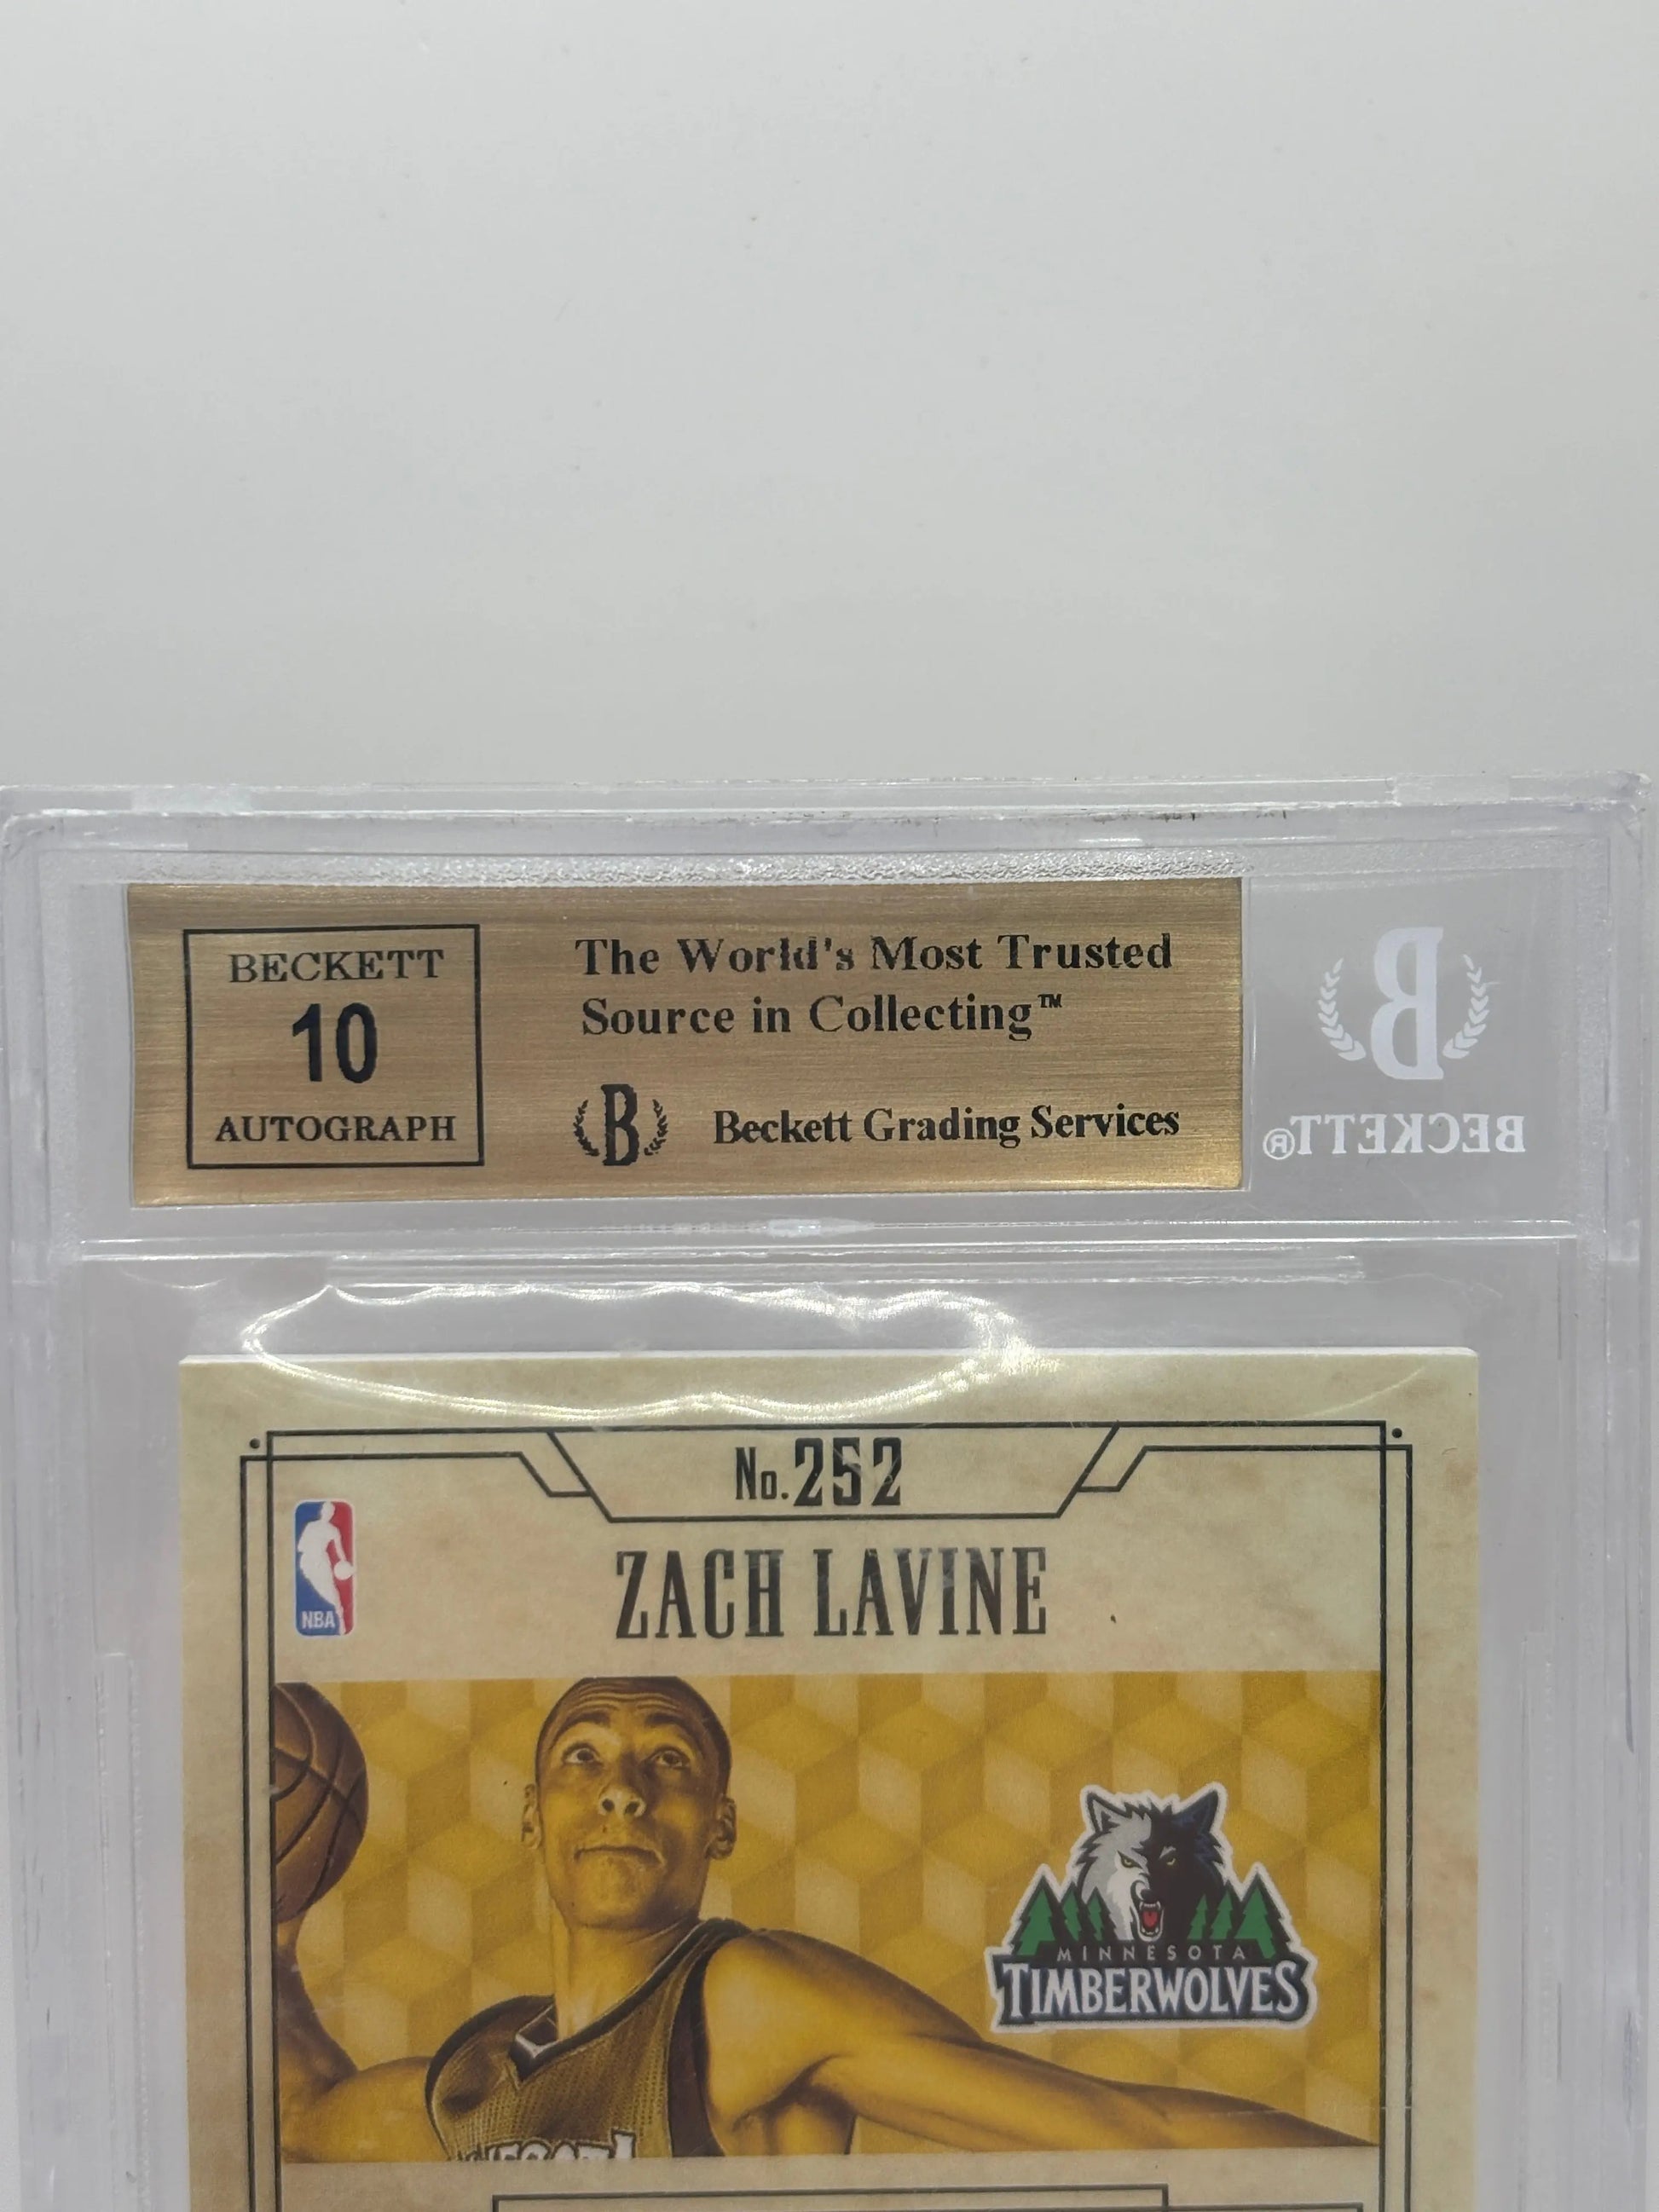 BECKETT
10
AUTOGRAPH
The World's Most Trusted
Source in Collecting™
B
Beckett Grading Services
B
BECKETT®
No. 252
NBA
ZACH LAVINE
MINNESOTA
TIMBERWOLVES